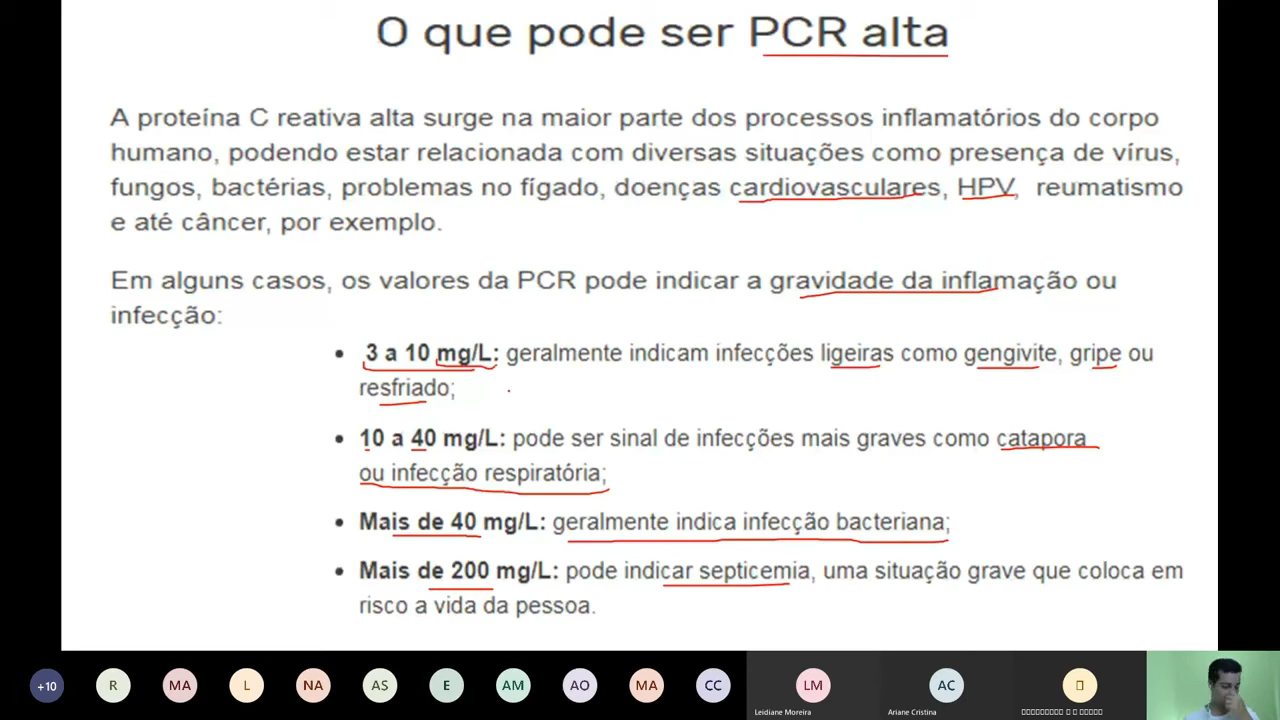 O que pode ser PCR alta
A proteína C reativa alta surge na maior parte dos processos inflamatórios do corpo
humano, podendo estar relacionada com diversas situações como presença de vírus,
fungos, bactérias, problemas no fígado, doenças cardiovasculares, HPV, reumatismo
e até câncer, por exemplo.
Em alguns casos, os valores da PCR pode indicar a gravidade da inflamação ou
infecção:
• 3 a 10 mg/L: geralmente indicam infecções ligeiras como gengivite, gripe ou
resfriado;
• 10 a 40 mg/L: pode ser sinal de infecções mais graves como catapora
ou infecção respiratória;
• Mais de 40 mg/L: geralmente indica infecção bacteriana;
• Mais de 200 mg/L: pode indicar septicemia, uma situação grave que coloca em
risco a vida da pessoa.
+10 R MA L NA AS E AM AO MA CC LM AC
Leidiane Moreira Ariane Cristina